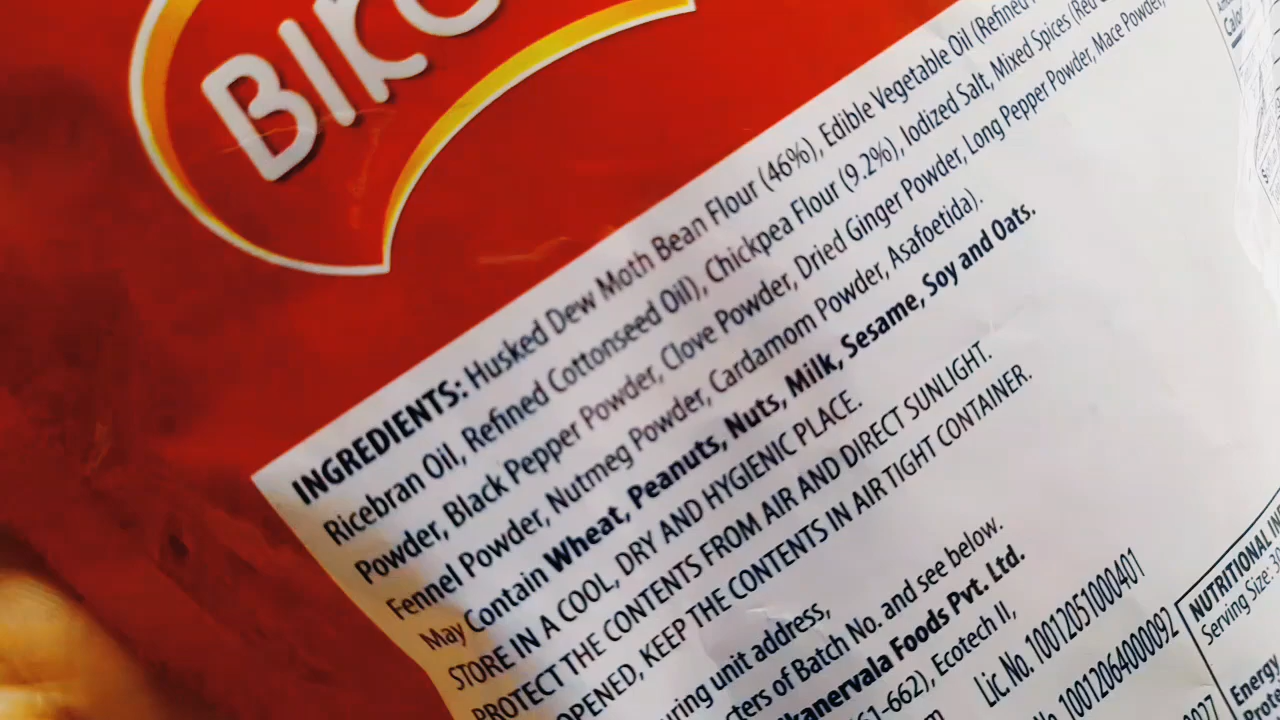 INGREDIENTS: Husked Dew Moth Bean Flour (46%), Edible Vegetable Oil (Refined
Ricebran Oil, Refined Cottonseed Oil), Chickpea Flour (9.2%), Iodized Salt, Mixed Spices (Red
Powder, Black Pepper Powder, Clove Powder, Dried Ginger Powder, Long Pepper Powder, Mace Powder,
Fennel Powder, Nutmeg Powder, Cardamom Powder, Asafoetida).
May Contain Wheat, Peanuts, Nuts, Milk, Sesame, Soy and Oats.
STORE IN A COOL, DRY AND HYGIENIC PLACE.
PROTECT THE CONTENTS FROM AIR AND DIRECT SUNLIGHT.
OPENED, KEEP THE CONTENTS IN AIR TIGHT CONTAINER.
uring unit address,
cters of Batch No. and see below.
kanervala Foods Pvt. Ltd.
61-662), Ecotech II,
Lic. No. 10012051000401
10012064000092
NUTRITIONAL
Serving Size:
Energy